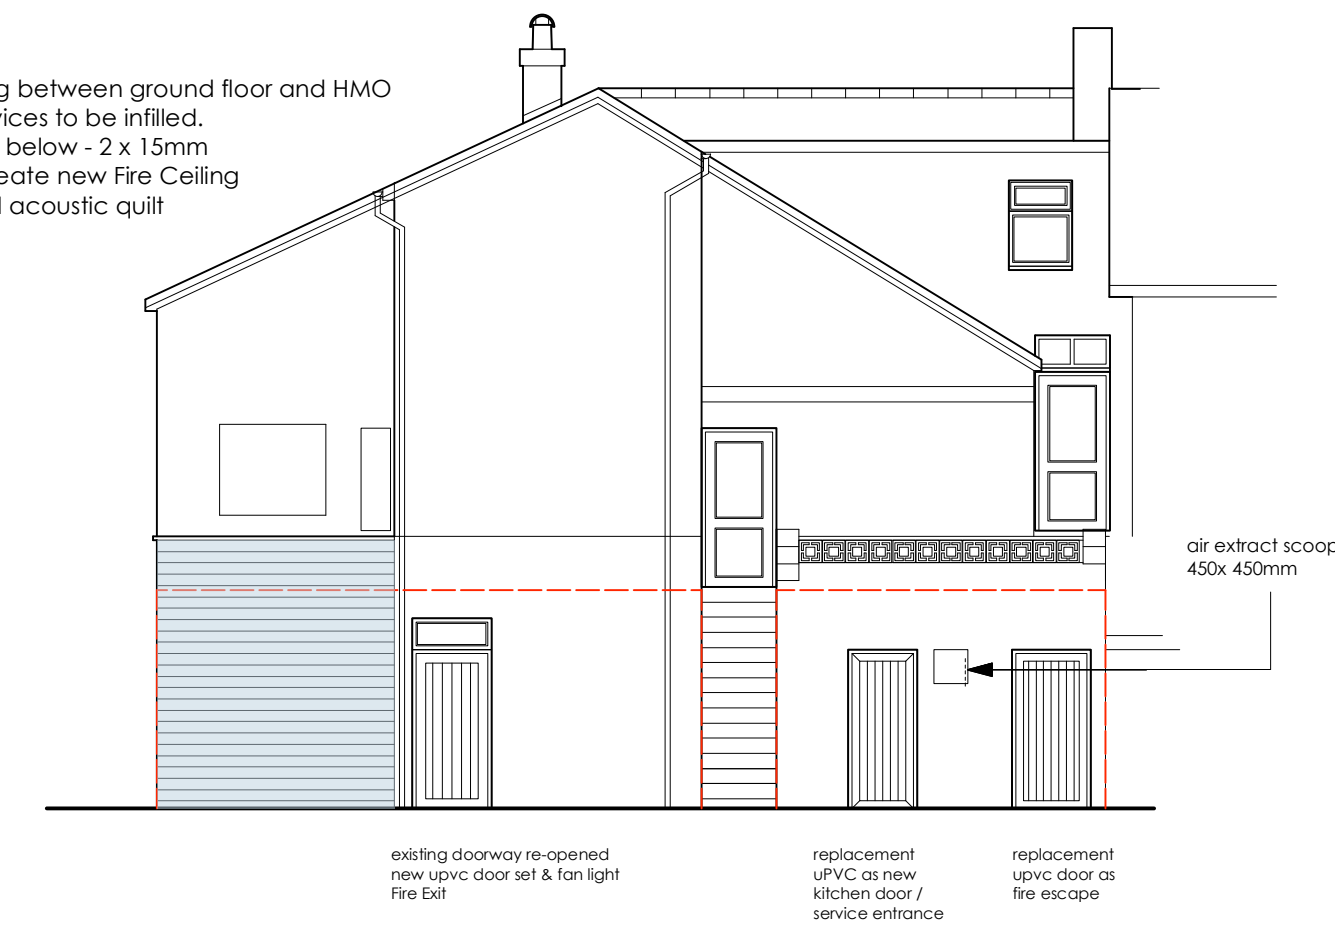 between ground floor and HMO
to be infilled.
below - 2 x 15mm
new Fire Ceiling
acoustic quilt
air extract scoop
450x 450mm
existing doorway re-opened
new upvc door set & fan light
Fire Exit
replacement
uPVC as new
kitchen door /
service entrance
replacement
upvc door as
fire escape